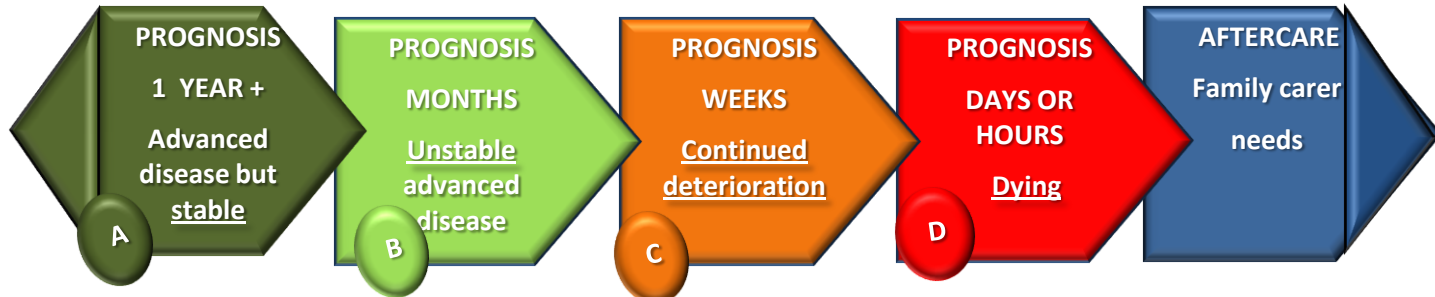 PROGNOSIS
1 YEAR +
Advanced
disease but
stable
A
PROGNOSIS
MONTHS
Unstable
advanced
disease
B
PROGNOSIS
WEEKS
Continued
deterioration
C
PROGNOSIS
DAYS OR
HOURS
Dying
D
AFTERCARE
Family carer
needs